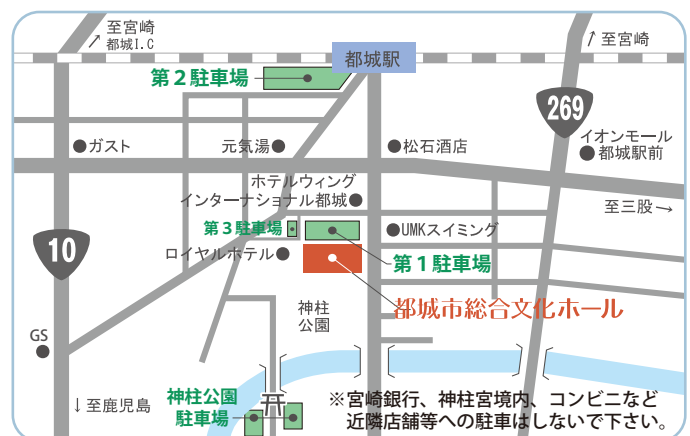 至宮崎
都城I.C
至宮崎
都城駅
第2駐車場
269
イオンモール
都城駅前
ガスト
元気湯
松石酒店
ホテルウィング
インターナショナル都城
至三股→
第3駐車場
UMKスイミング
10
ロイヤルホテル
第1駐車場
都城市総合文化ホール
神柱
公園
GS
↓至鹿児島
神柱公園
駐車場
※宮崎銀行、神柱宮境内、コンビニなど
近隣店舗等への駐車はしないで下さい。